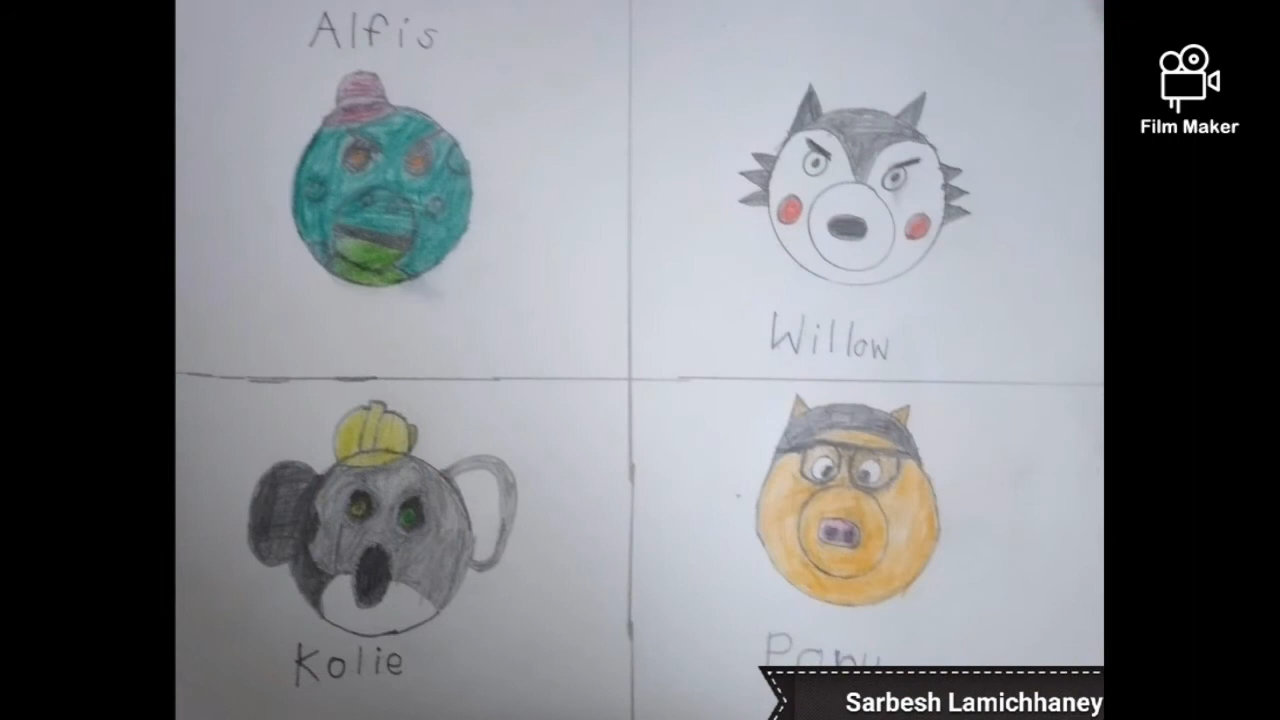 Alfis
Film Maker
Willow
Kolie
Sarbesh Lamichhaney